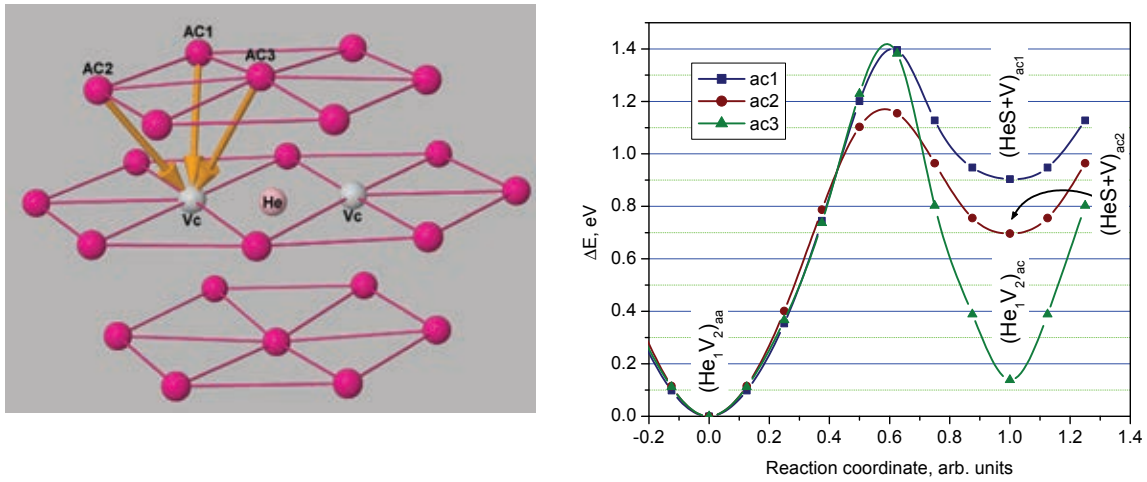 AC1
AC3
AC2
Vc
He
Vc
1.4
1.2
1.0
0.8
0.6
0.4
0.2
0.0
ΔE, eV
ac1
ac2
ac3
(He₁V₂)aa
(HeS+V)ac1
(He₁V₂)ac
(HeS+V)ac2
-0.2 0.0 0.2 0.4 0.6 0.8 1.0 1.2 1.4
Reaction coordinate, arb. units